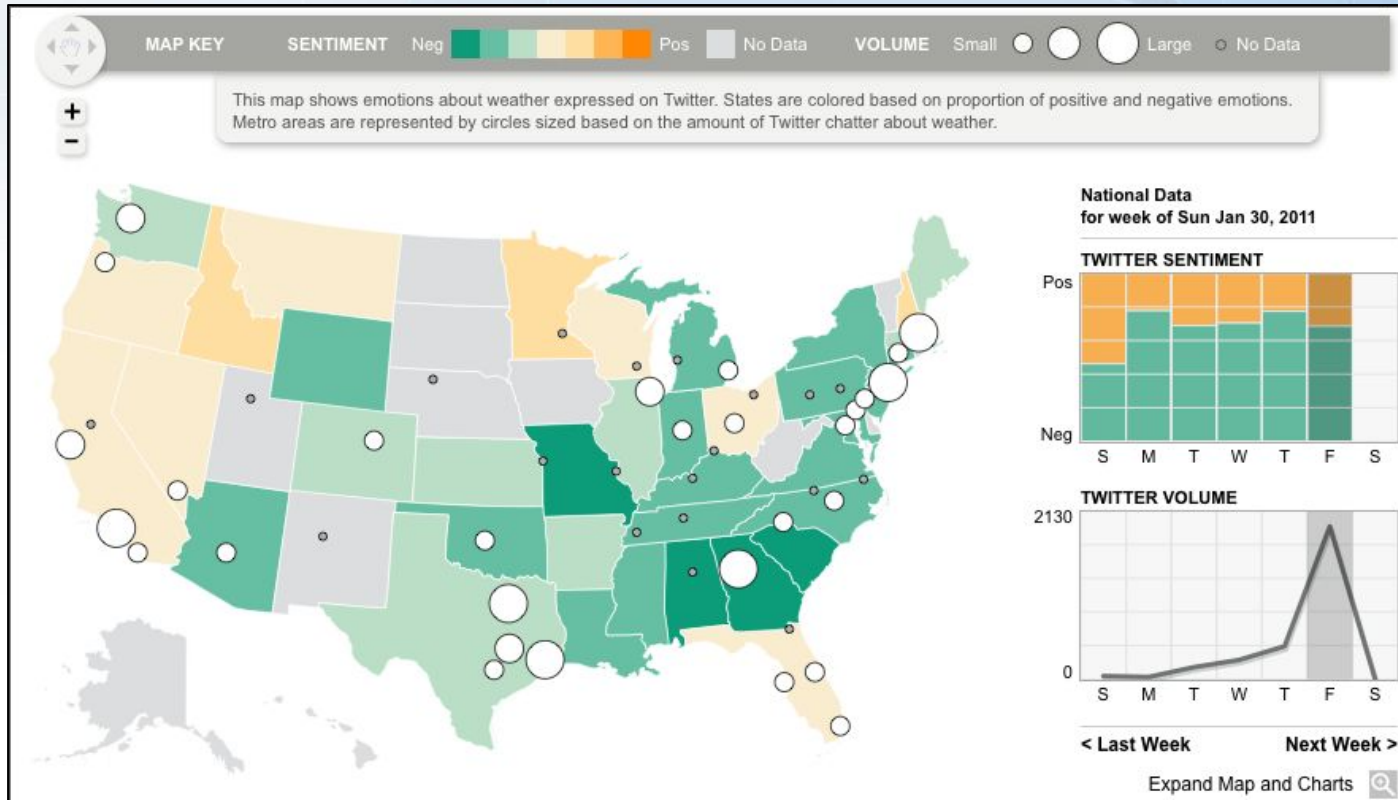 MAP KEY SENTIMENT Neg Pos No Data VOLUME Small Large No Data
+
−
This map shows emotions about weather expressed on Twitter. States are colored based on proportion of positive and negative emotions.
Metro areas are represented by circles sized based on the amount of Twitter chatter about weather.
National Data
for week of Sun Jan 30, 2011
TWITTER SENTIMENT
Pos
Neg
S M T W T F S
TWITTER VOLUME
2130
0
S M T W T F S
< Last Week Next Week >
Expand Map and Charts